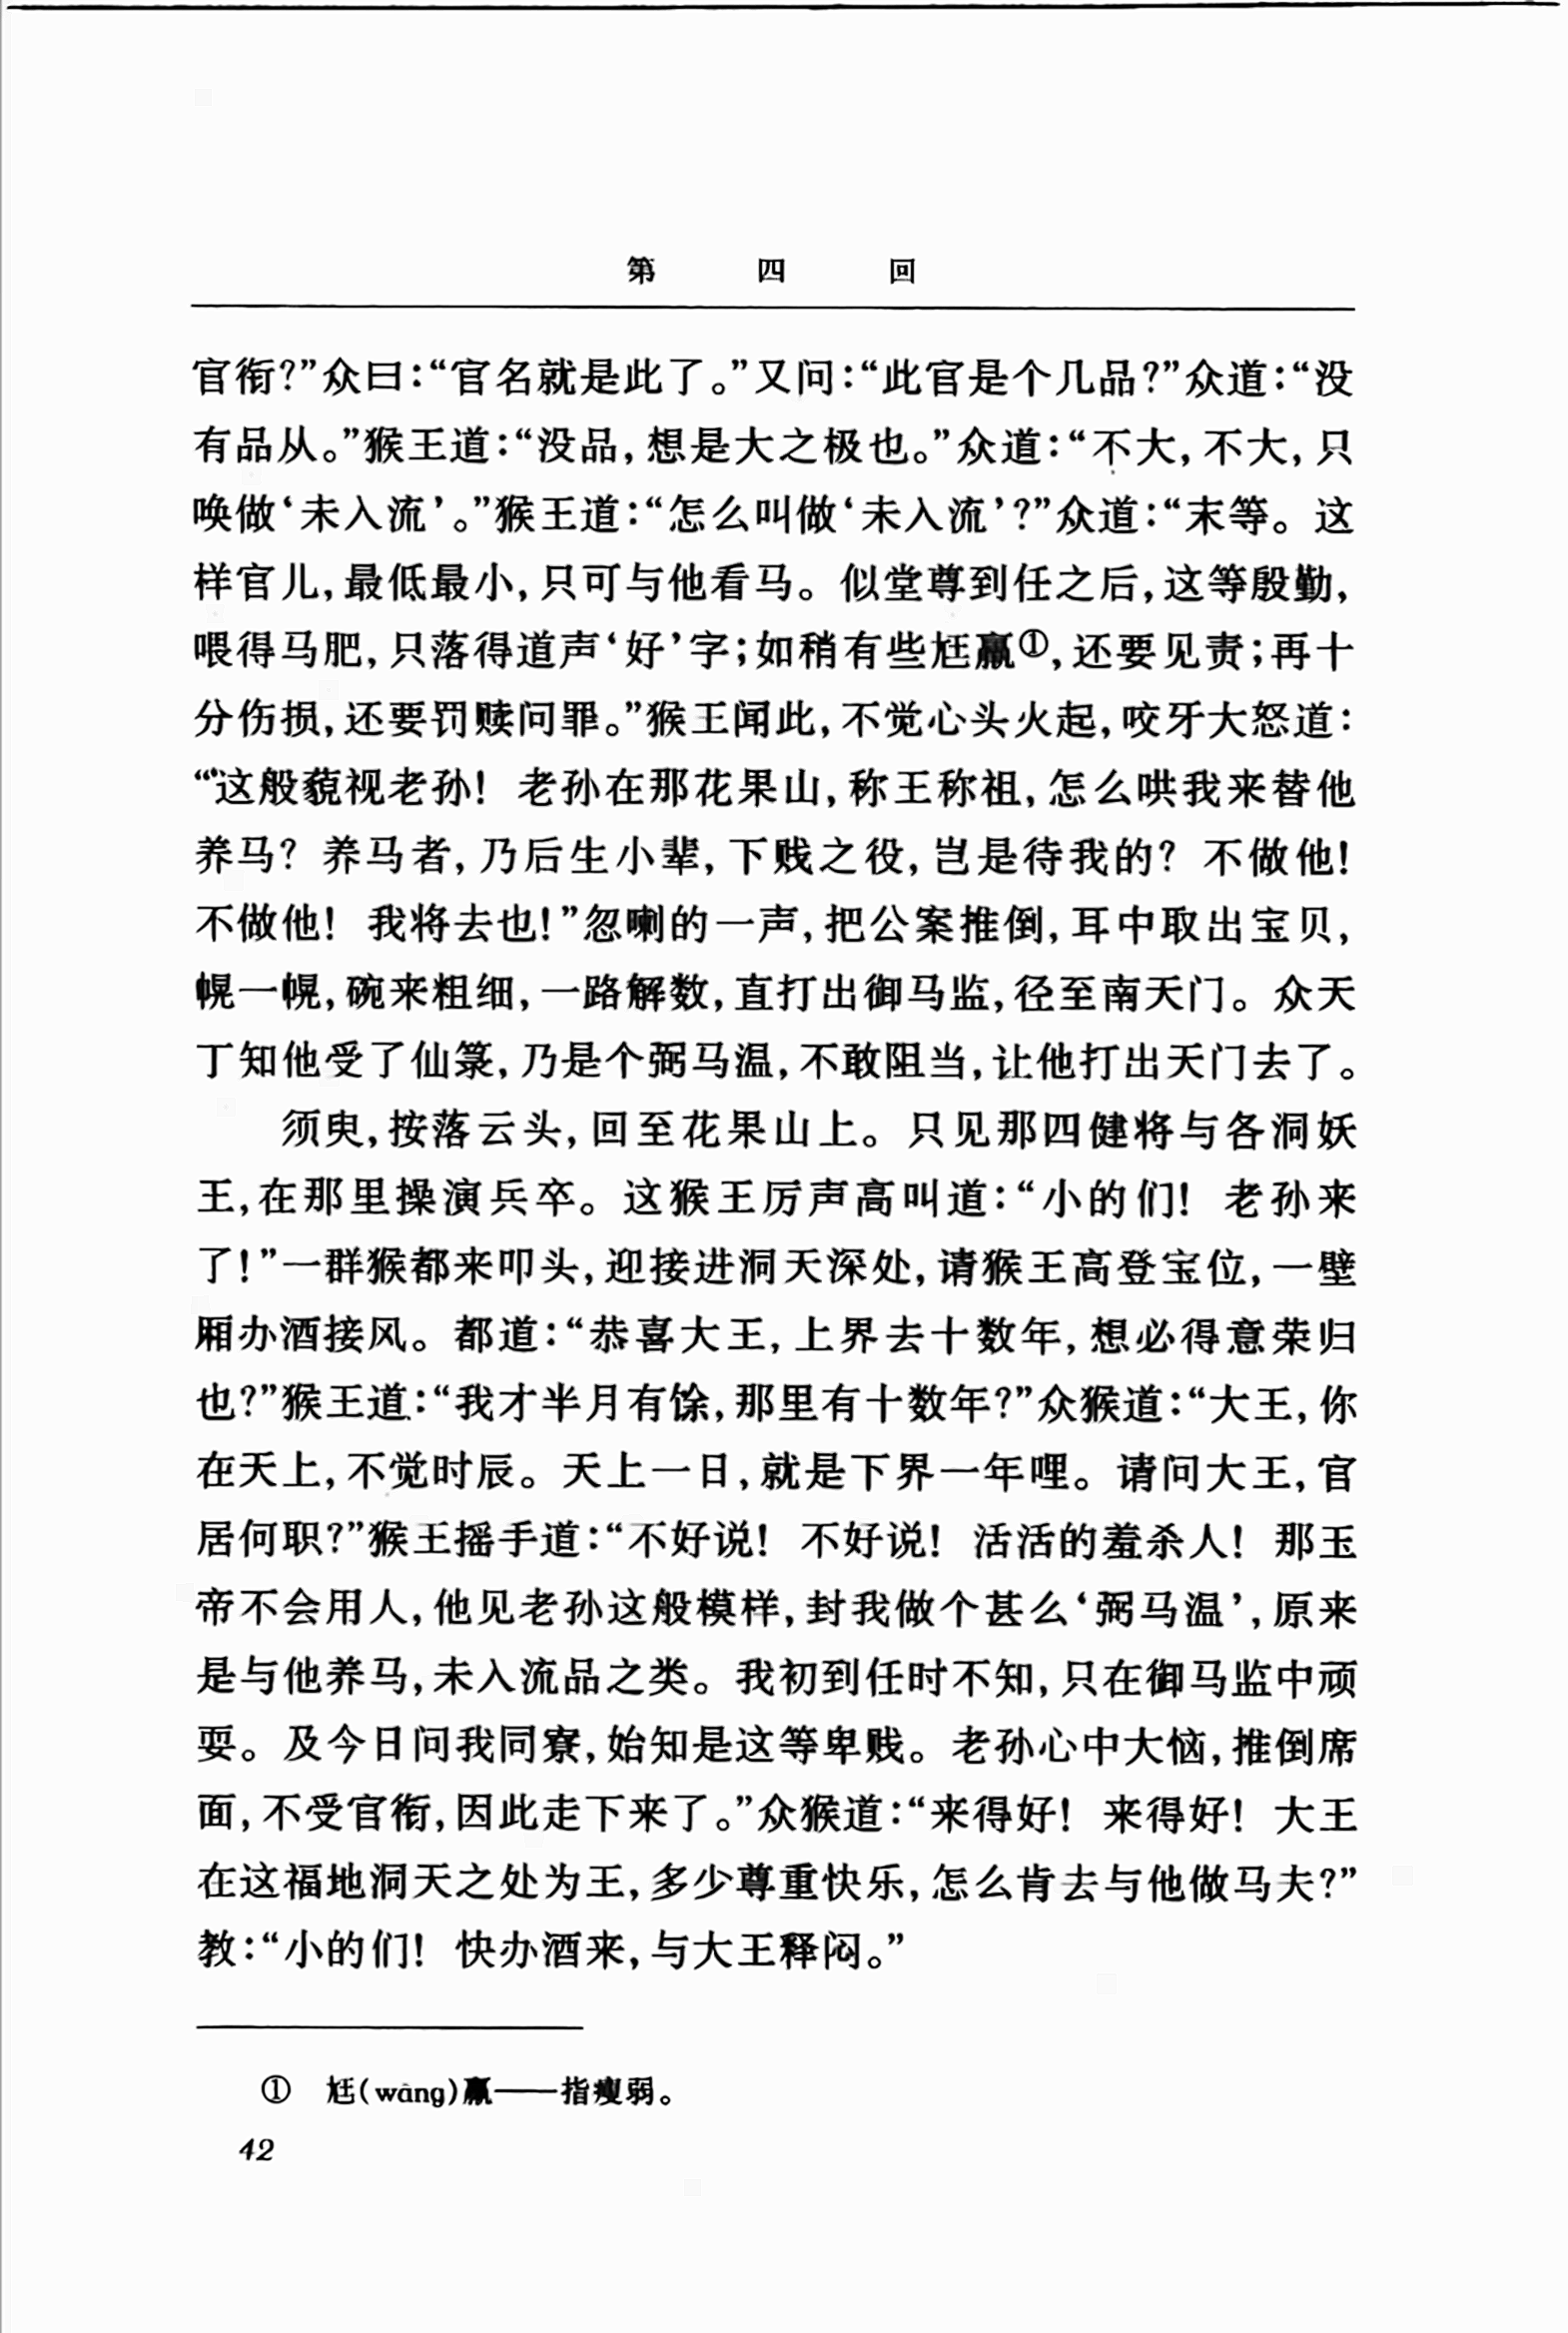 第四回
官衔?”众曰:“官名就是此了。”又问:“此官是个几品?”众道:“没
有品从。”猴王道:“没品,想是大之极也。”众道:“不大,不大,只
唤做‘未入流’。”猴王道:“怎么叫做‘未入流’?”众道:“末等。这
样官儿,最低最小,只可与他看马。似堂尊到任之后,这等殷勤,
喂得马肥,只落得道声‘好’字;如稍有些尪羸①,还要见责;再十
分伤损,还要罚赎问罪。”猴王闻此,不觉心头火起,咬牙大怒道:
“这般藐视老孙! 老孙在那花果山,称王称祖,怎么哄我来替他
养马? 养马者,乃后生小辈,下贱之役,岂是待我的? 不做他!
不做他! 我将去也!”忽喇的一声,把公案推倒,耳中取出宝贝,
幌一幌,碗来粗细,一路解数,直打出御马监,径至南天门。众天
丁知他受了仙箓,乃是个弼马温,不敢阻当,让他打出天门去了。
须臾,按落云头,回至花果山上。只见那四健将与各洞妖
王,在那里操演兵卒。这猴王厉声高叫道:“小的们! 老孙来
了!”一群猴都来叩头,迎接进洞天深处,请猴王高登宝位,一壁
厢办酒接风。都道:“恭喜大王,上界去十数年,想必得意荣归
也?”猴王道:“我才半月有馀,那里有十数年?”众猴道:“大王,你
在天上,不觉时辰。天上一日,就是下界一年哩。请问大王,官
居何职?”猴王摇手道:“不好说! 不好说! 活活的羞杀人! 那玉
帝不会用人,他见老孙这般模样,封我做个甚么‘弼马温’,原来
是与他养马,未入流品之类。我初到任时不知,只在御马监中顽
耍。及今日问我同寮,始知是这等卑贱。老孙心中大恼,推倒席
面,不受官衔,因此走下来了。”众猴道:“来得好! 来得好! 大王
在这福地洞天之处为王,多少尊重快乐,怎么肯去与他做马夫?”
教:“小的们! 快办酒来,与大王释闷。”
① 尪(wāng)羸——指瘦弱。
42